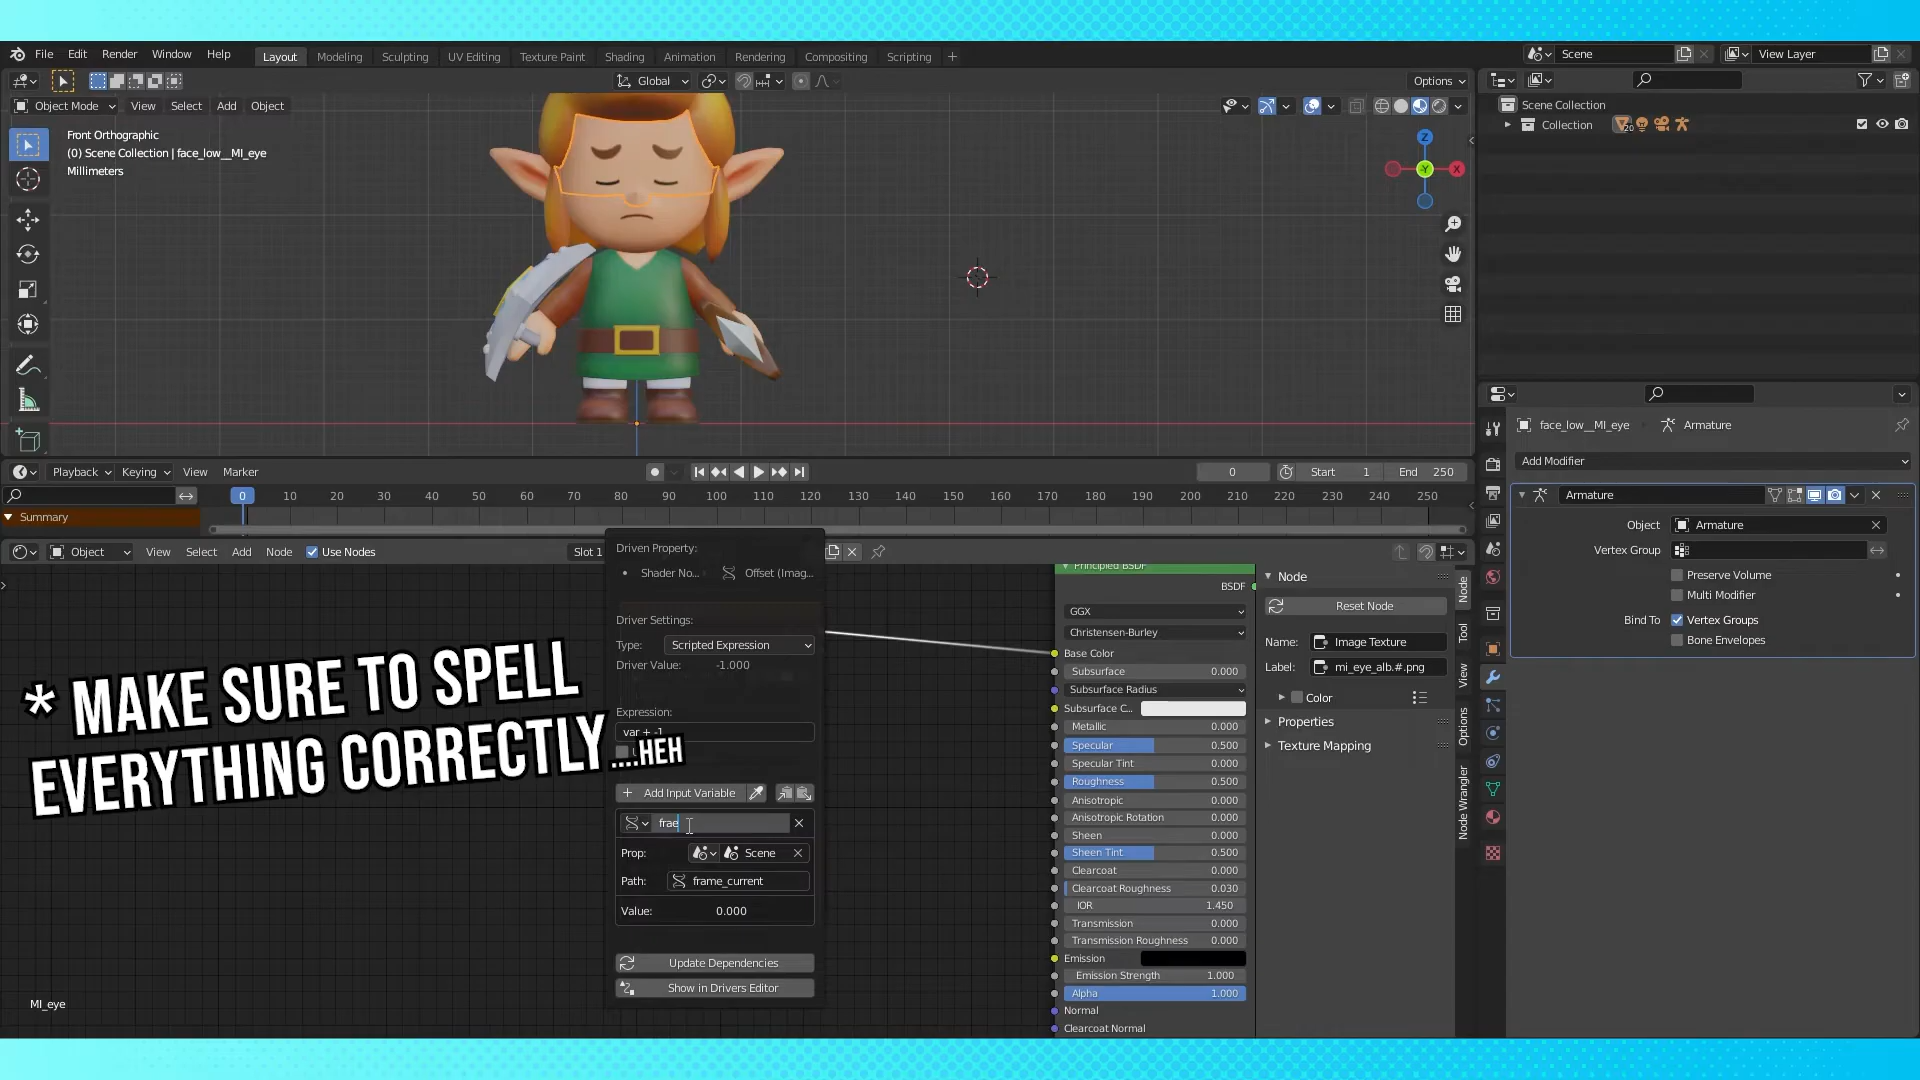 File Edit Render Window Help Layout Modeling Sculpting UV Editing Texture Paint Shading Animation Rendering Compositing Scripting + Scene View Layer
Global Options
Object Mode View Select Add Object
Front Orthographic
(0) Scene Collection | face_low__MI_eye
Millimeters
Z
Y
X
Scene Collection
Collection 20
face_low__MI_eye Armature
Add Modifier
Armature
Object Armature
Vertex Group
Preserve Volume
Multi Modifier
Bind To Vertex Groups
Bone Envelopes
Playback Keying View Marker 0 Start 1 End 250
0 10 20 30 40 50 60 70 80 90 100 110 120 130 140 150 160 170 180 190 200 210 220 230 240 250
Summary
Object View Select Add Node Use Nodes Slot 1
Driven Property:
Shader No... Offset (Imag...
Driver Settings:
Type: Scripted Expression
Driver Value: -1.000
Expression:
var + -1
Add Input Variable
frae
Prop: Scene
Path: frame_current
Value: 0.000
Update Dependencies
Show in Drivers Editor
* MAKE SURE TO SPELL
EVERYTHING CORRECTLY....HEH
MI_eye
Principled BSDF
BSDF
GGX
Christensen-Burley
Base Color
Subsurface 0.000
Subsurface Radius
Subsurface C...
Metallic 0.000
Specular 0.500
Specular Tint 0.000
Roughness 0.500
Anisotropic 0.000
Anisotropic Rotation 0.000
Sheen 0.000
Sheen Tint 0.500
Clearcoat 0.000
Clearcoat Roughness 0.030
IOR 1.450
Transmission 0.000
Transmission Roughness 0.000
Emission
Emission Strength 1.000
Alpha 1.000
Normal
Clearcoat Normal
Node
Reset Node
Name: Image Texture
Label: mi_eye_alb.#.png
Color
Properties
Texture Mapping
Node
Tool
View
Options
Node Wrangler